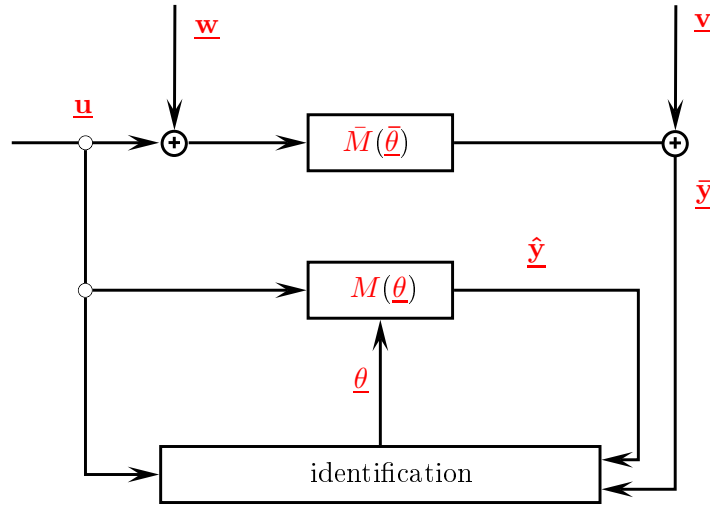 w
v
u
+
M̄(θ̄)
+
ȳ
ŷ
M(θ)
θ
identification